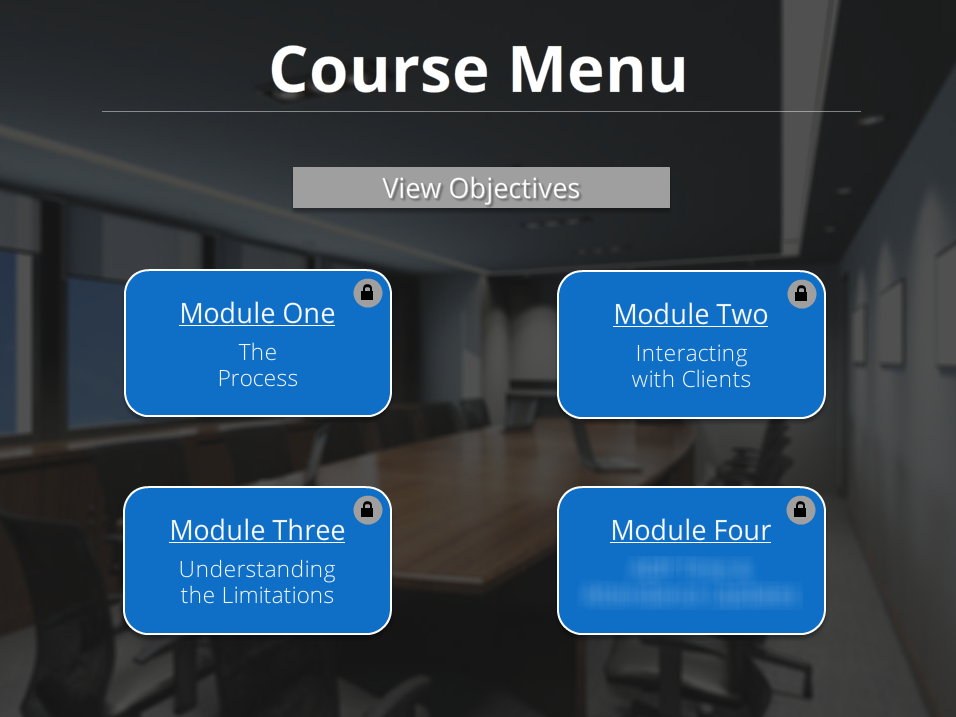 Course Menu
View Objectives
Module One
The
Process
Module Two
Interacting
with Clients
Module Three
Understanding
the Limitations
Module Four